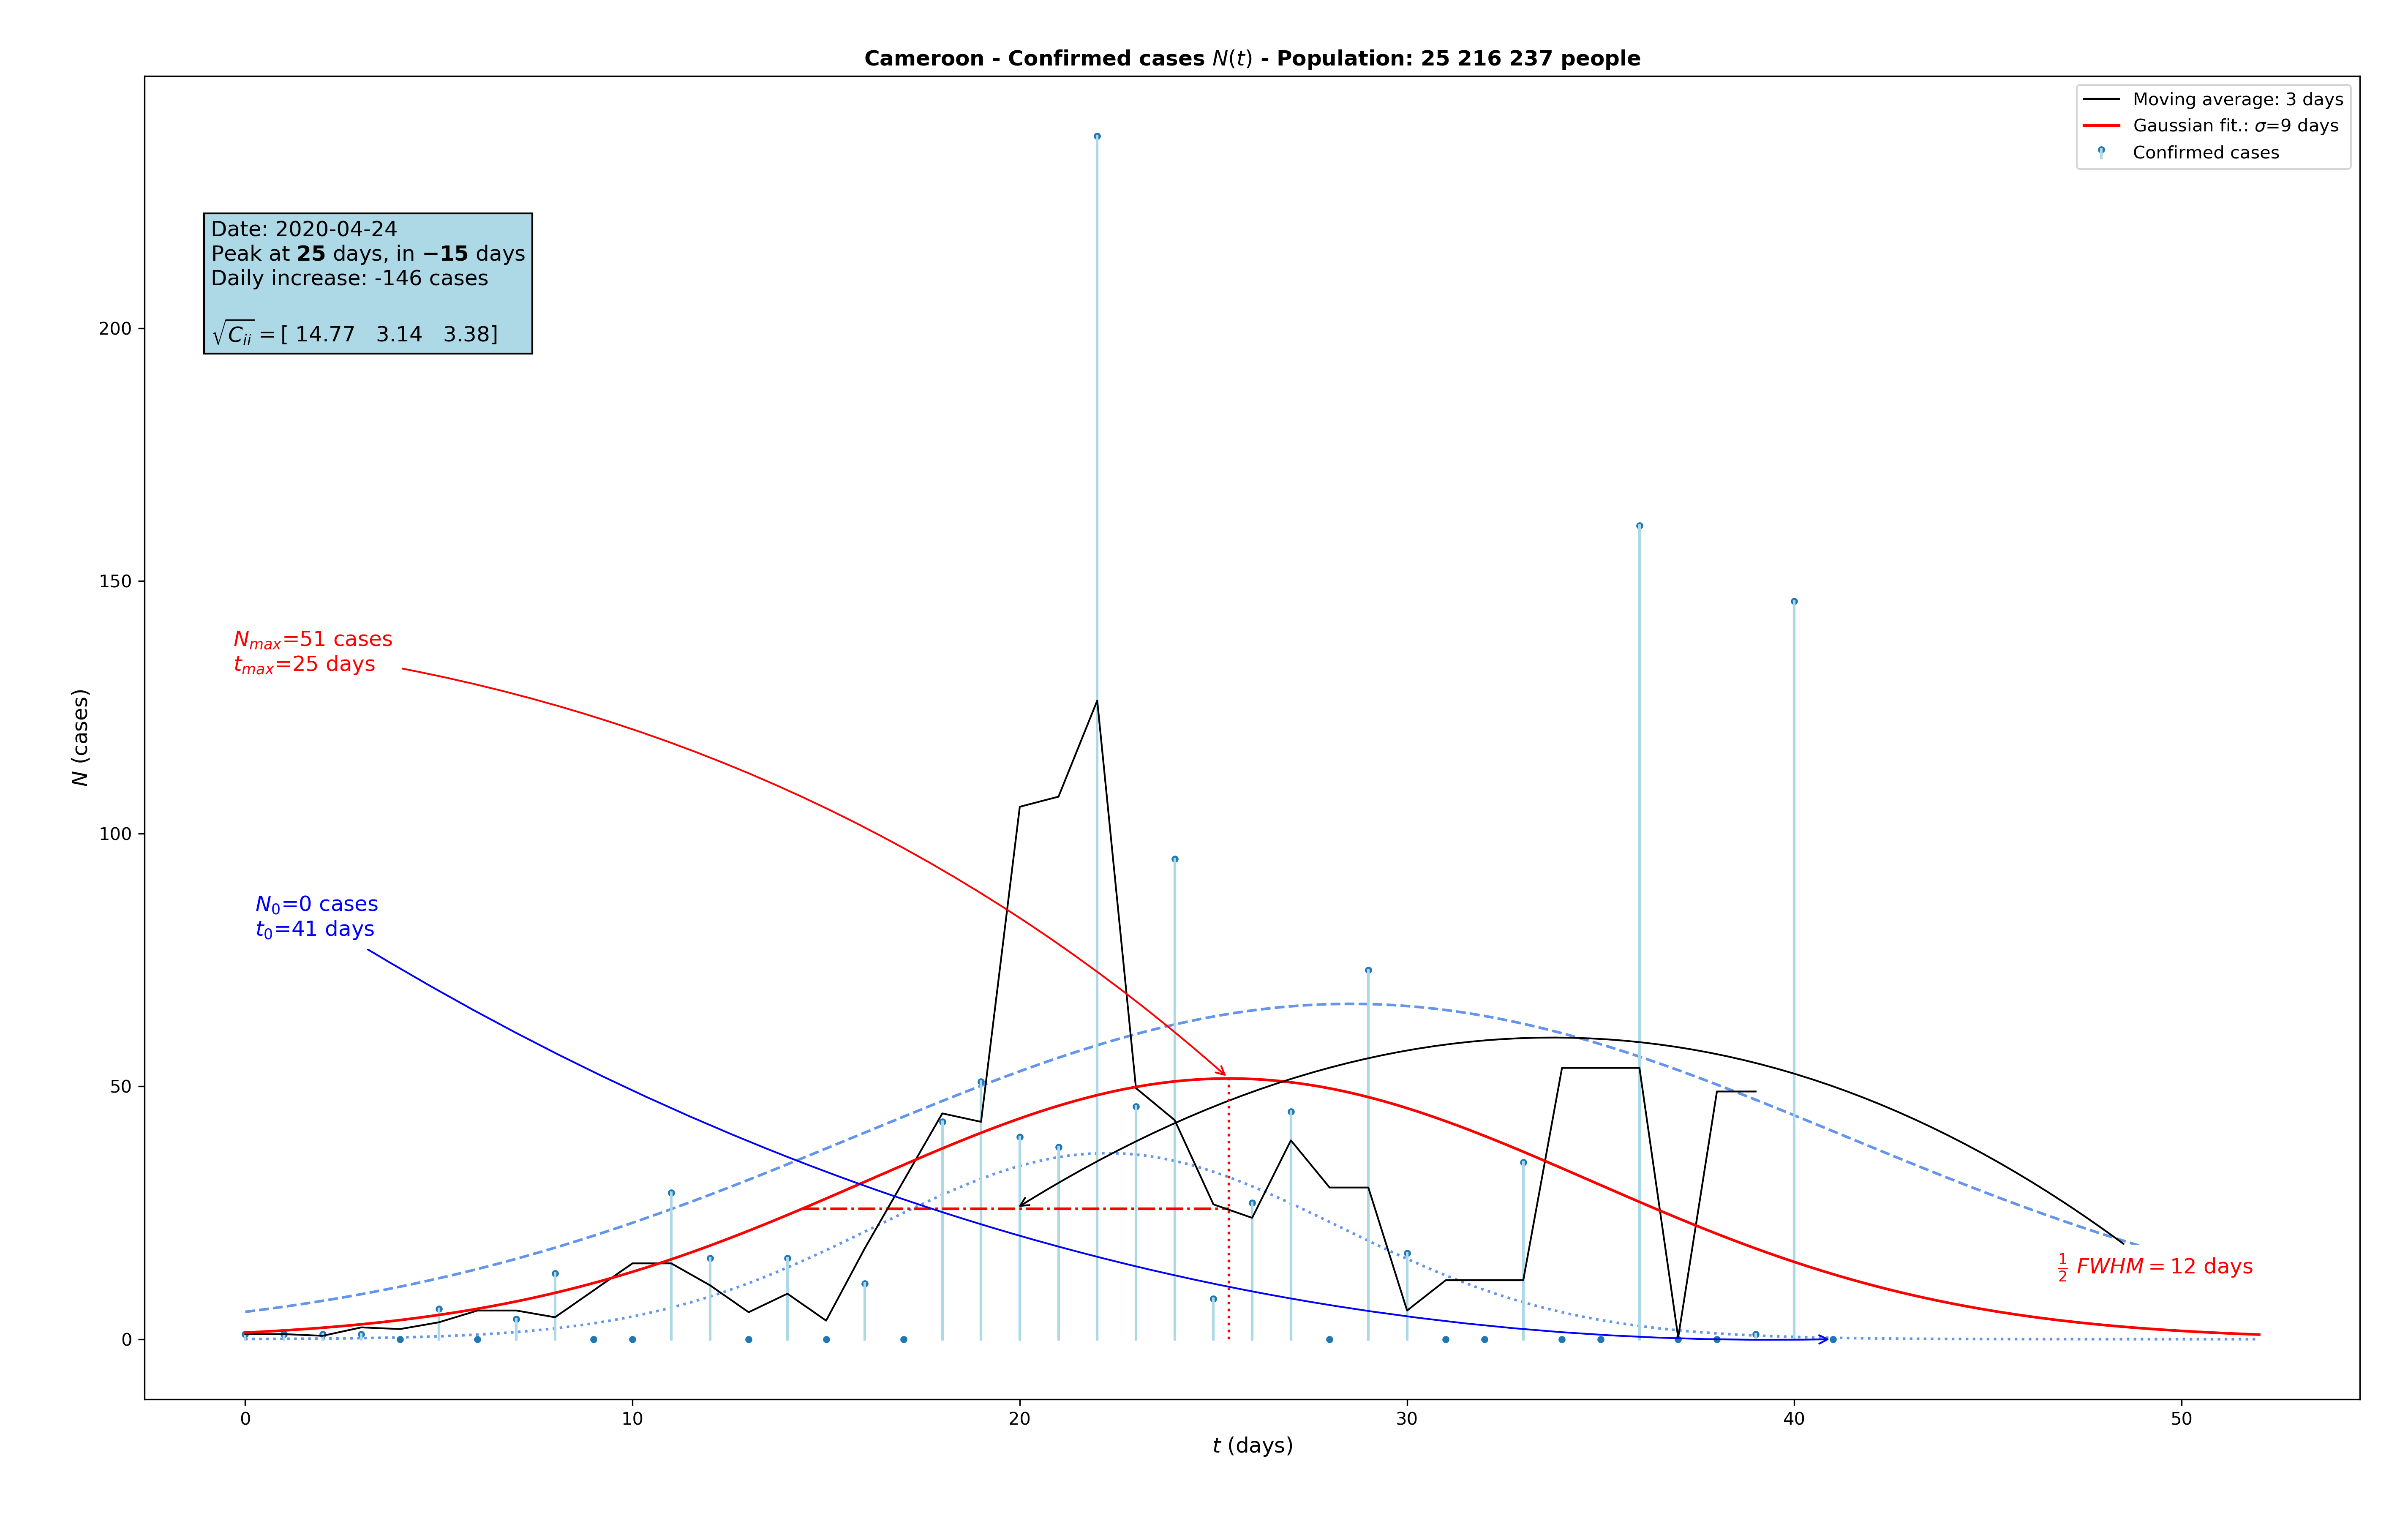 Cameroon - Confirmed cases N(t) - Population: 25 216 237 people
Moving average: 3 days
Gaussian fit.: σ=9 days
Confirmed cases
Date: 2020-04-24
Peak at 25 days, in −15 days
Daily increase: -146 cases
√Cᵢᵢ = [ 14.77 3.14 3.38]
N_max=51 cases
t_max=25 days
N₀=0 cases
t₀=41 days
½ FWHM = 12 days
N (cases)
200
150
100
50
0
0 10 20 30 40 50
t (days)